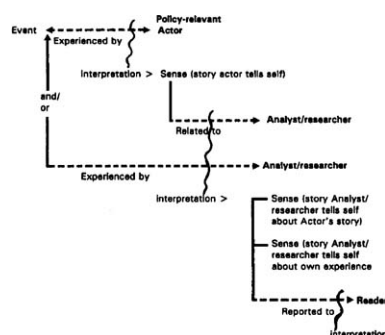 Policy-relevant
Event
Actor
Experienced by
Interpretation > Sense (story actor tells self)
and/
or
Analyst/researcher
Related to
Analyst/researcher
Experienced by
Interpretation >
Sense (story Analyst/
researcher tells self
about Actor's story)
Sense (story Analyst/
researcher tells self
about own experience
Reader
Reported to
interpretation